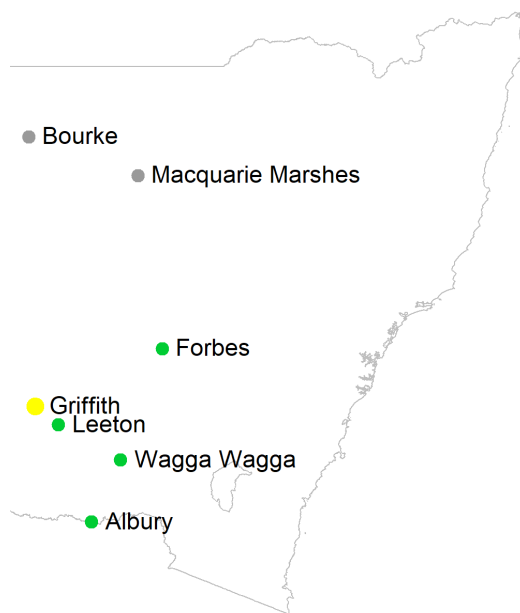 Bourke
Macquarie Marshes
Forbes
Griffith
Leeton
Wagga Wagga
Albury